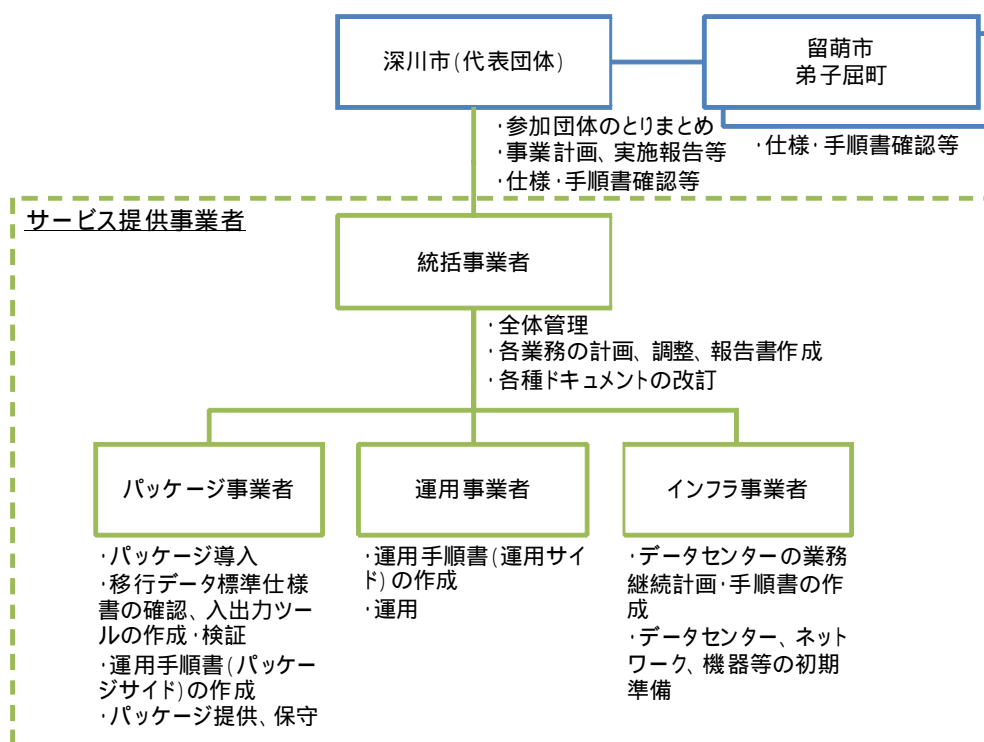 深川市(代表団体)
留萌市
弟子屈町
・参加団体のとりまとめ
・事業計画、実施報告等
・仕様・手順書確認等
・仕様・手順書確認等
サービス提供事業者
統括事業者
・全体管理
・各業務の計画、調整、報告書作成
・各種ドキュメントの改訂
パッケージ事業者
・パッケージ導入
・移行データ標準仕様
書の確認、入出力ツー
ルの作成・検証
・運用手順書(パッケー
ジサイド)の作成
・パッケージ提供、保守
運用事業者
・運用手順書(運用サイ
ド)の作成
・運用
インフラ事業者
・データセンターの業務
継続計画・手順書の作
成
・データセンター、ネット
ワーク、機器等の初期
準備